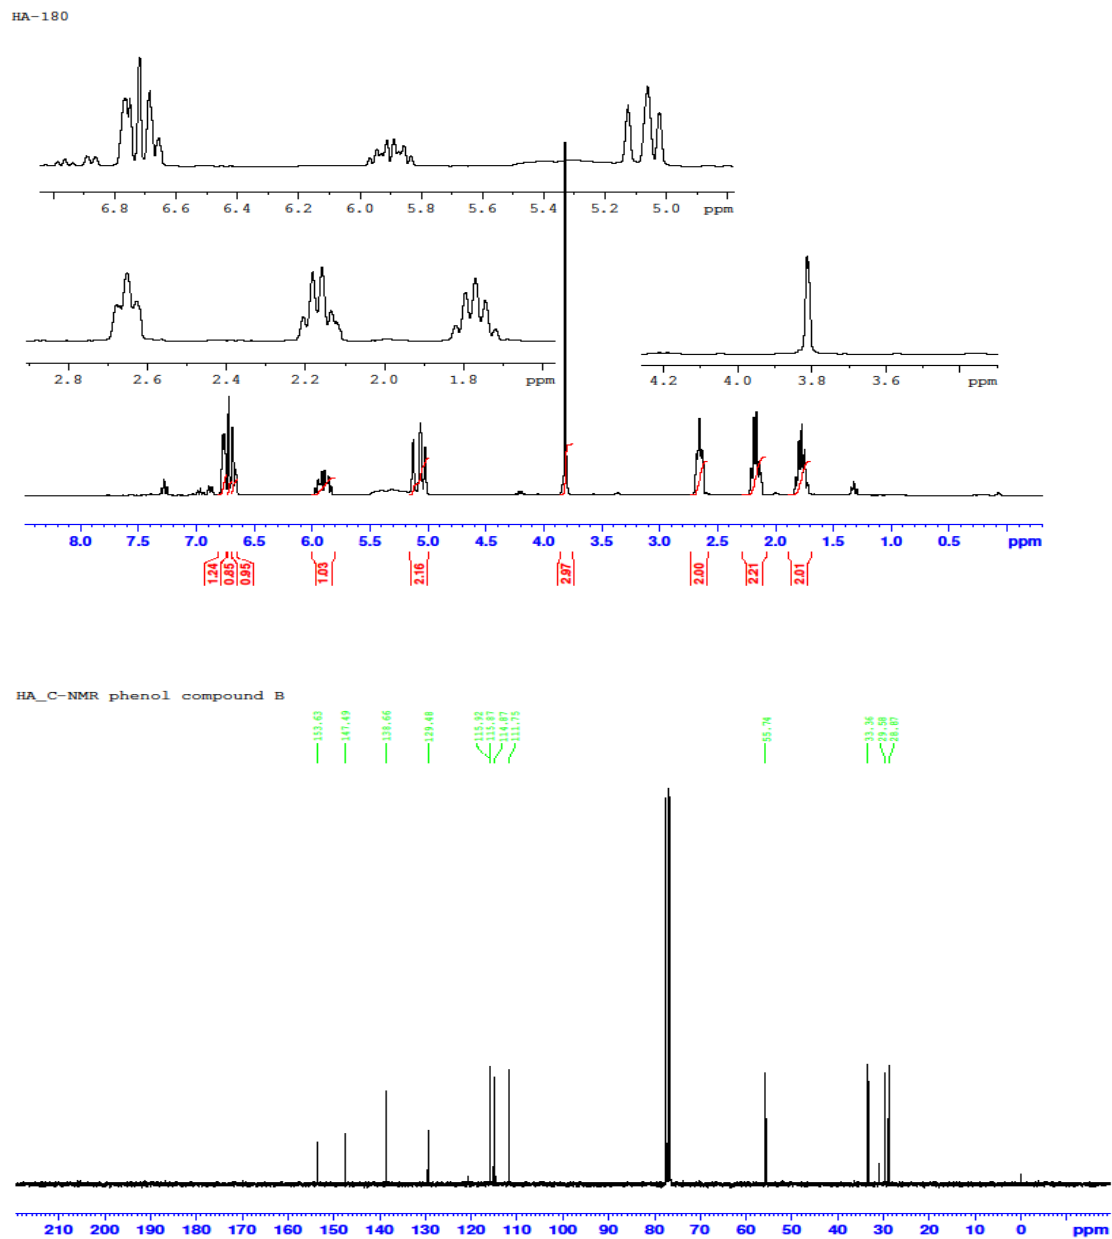 HA-180
6.8 6.6 6.4 6.2 6.0 5.8 5.6 5.4 5.2 5.0 ppm
2.8 2.6 2.4 2.2 2.0 1.8 ppm
4.2 4.0 3.8 3.6 ppm
8.0 7.5 7.0 6.5 6.0 5.5 5.0 4.5 4.0 3.5 3.0 2.5 2.0 1.5 1.0 0.5 ppm
1.24 0.85 0.95 1.03 2.16 2.97 2.00 2.21 2.01
HA_C-NMR phenol compound B
153.63 147.49 138.66 129.48 115.92 115.87 114.87 111.75 55.74 33.36 29.58 28.87
210 200 190 180 170 160 150 140 130 120 110 100 90 80 70 60 50 40 30 20 10 0 ppm